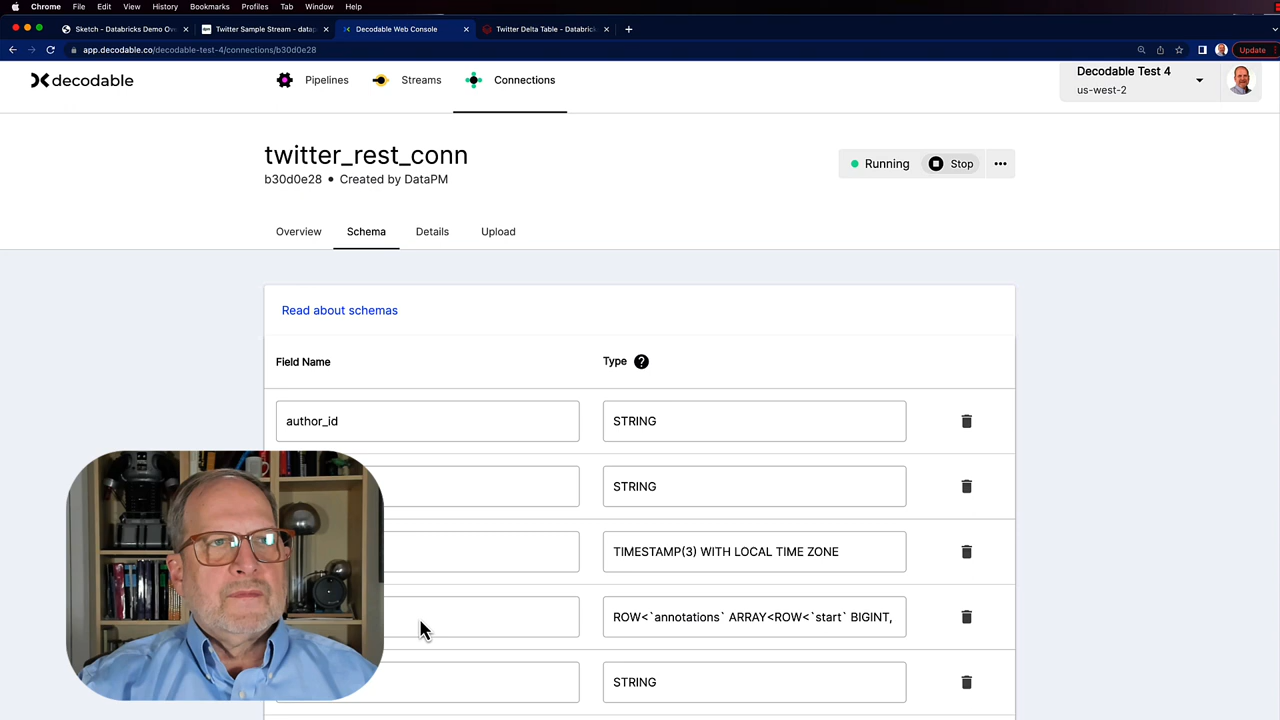 Chrome File Edit View History Bookmarks Profiles Tab Window Help
Sketch - Databricks Demo Ove
Twitter Sample Stream - datap
Decodable Web Console
Twitter Delta Table - Databrick
app.decodable.co/decodable-test-4/connections/b30d0e28
Update
decodable
Pipelines
Streams
Connections
Decodable Test 4
us-west-2
twitter_rest_conn
b30d0e28 • Created by DataPM
Running
Stop
Overview
Schema
Details
Upload
Read about schemas
Field Name
Type ?
author_id
STRING
STRING
TIMESTAMP(3) WITH LOCAL TIME ZONE
ROW<`annotations` ARRAY<ROW<`start` BIGINT,
STRING